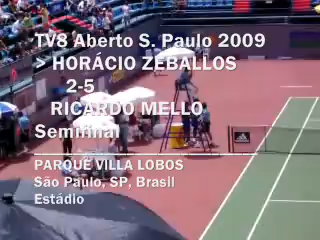 TV8 Aberto S. Paulo 2009
> HORÁCIO ZEBALLOS
2-5
RICARDO MELLO
Semifinal
PARQUE VILLA LOBOS
São Paulo, SP, Brasil
Estádio
adidas